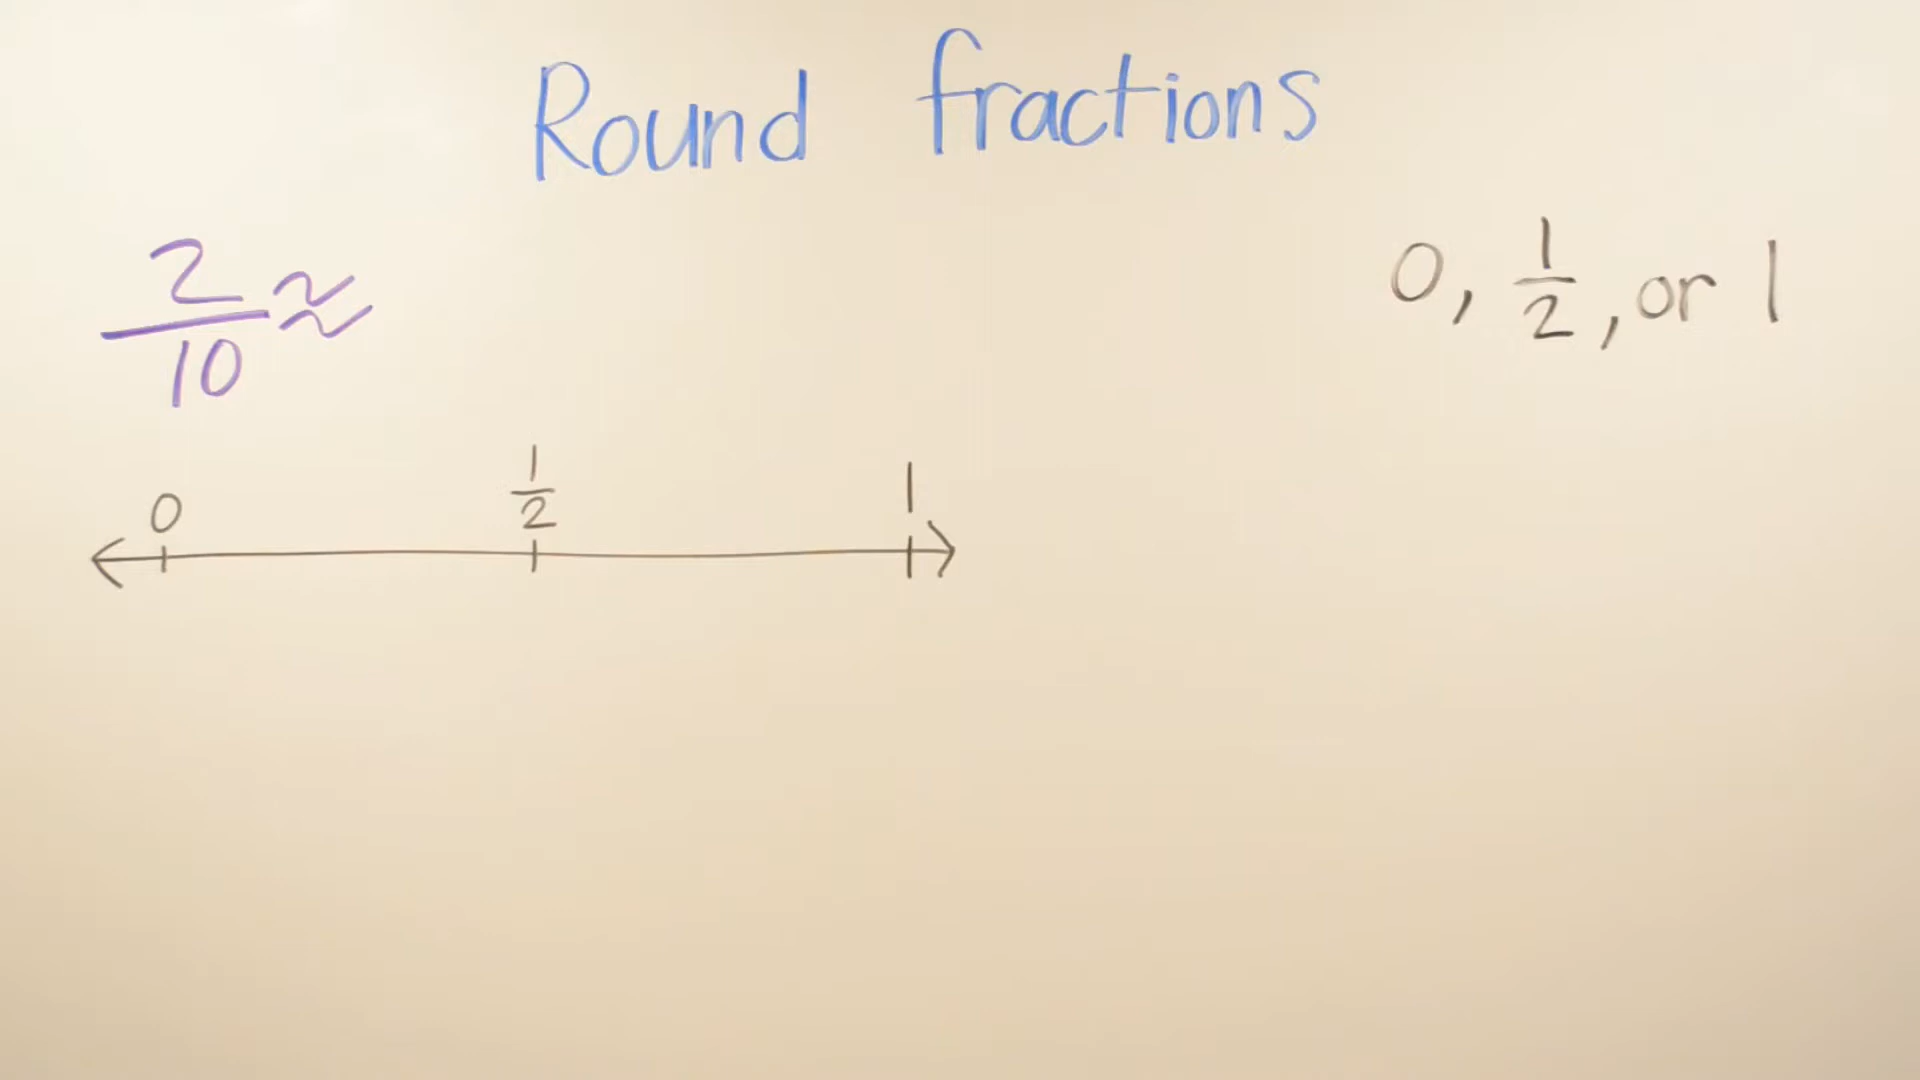 Round fractions
2/10 ≈
0, 1/2, or 1
0 1/2 1